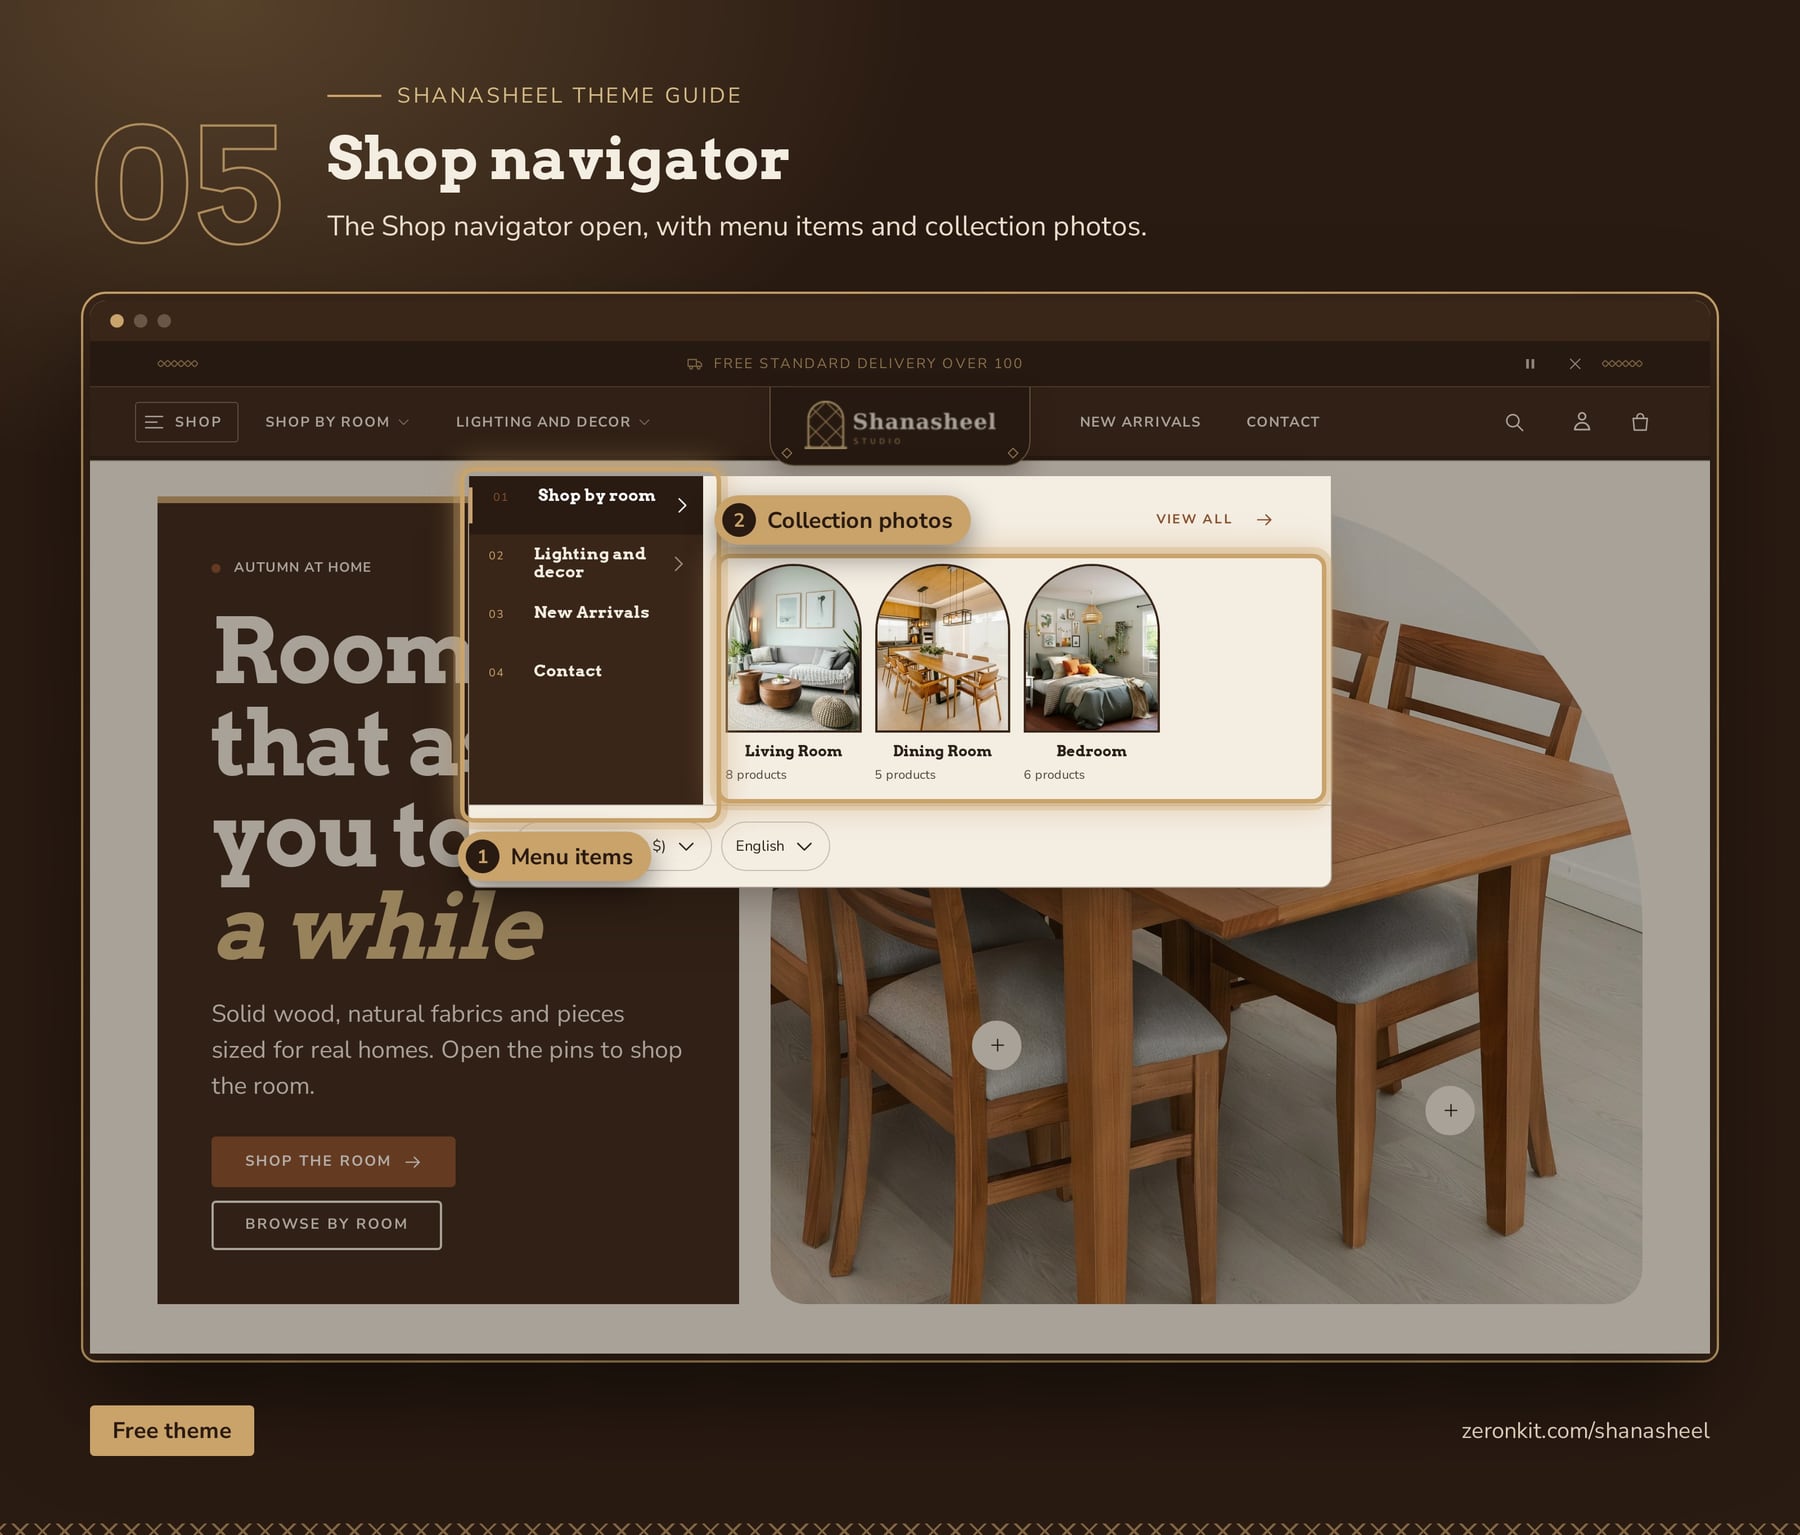 05
SHANASHEEL THEME GUIDE
Shop navigator
The Shop navigator open, with menu items and collection photos.
FREE STANDARD DELIVERY OVER 100
SHOP
SHOP BY ROOM
LIGHTING AND DECOR
Shanasheel
STUDIO
NEW ARRIVALS
CONTACT
01 Shop by room
02 Lighting and
decor
03 New Arrivals
04 Contact
2 Collection photos
VIEW ALL
Living Room
8 products
Dining Room
5 products
Bedroom
6 products
1 Menu items
$)
English
AUTUMN AT HOME
Room
that as
you to
a while
Solid wood, natural fabrics and pieces
sized for real homes. Open the pins to shop
the room.
SHOP THE ROOM
BROWSE BY ROOM
Free theme
zeronkit.com/shanasheel